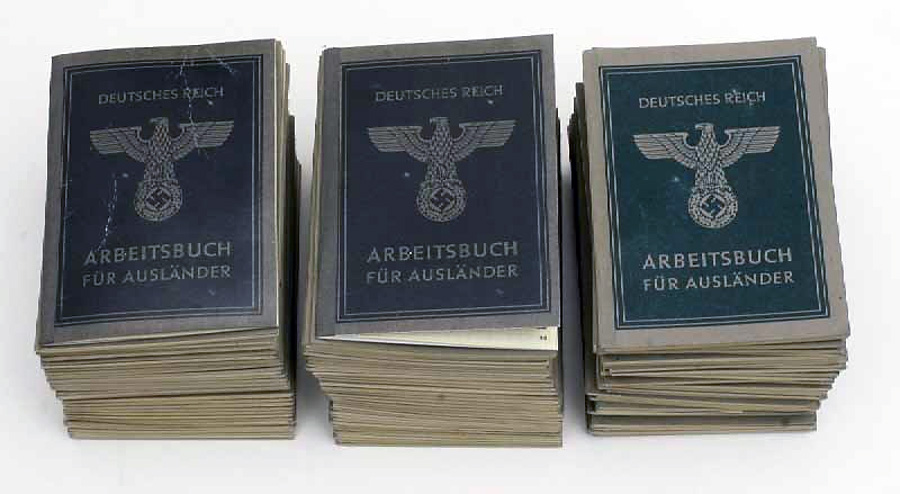 DEUTSCHES REICH
ARBEITSBUCH
FÜR AUSLÄNDER
DEUTSCHES REICH
ARBEITSBUCH
FÜR AUSLÄNDER
DEUTSCHES REICH
ARBEITSBUCH
FÜR AUSLÄNDER